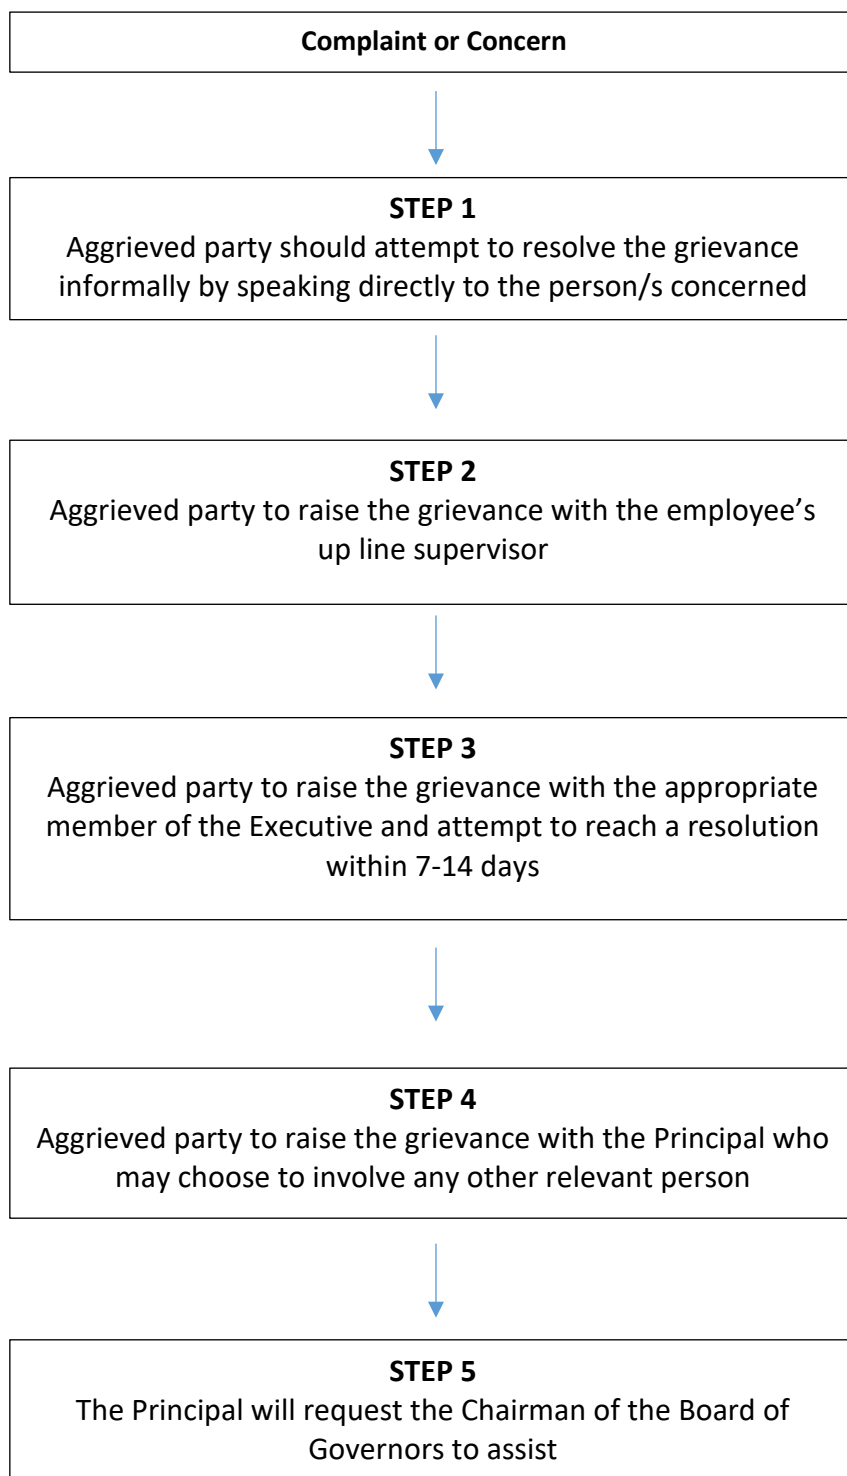 Complaint or Concern
STEP 1
Aggrieved party should attempt to resolve the grievance
informally by speaking directly to the person/s concerned
STEP 2
Aggrieved party to raise the grievance with the employee’s
up line supervisor
STEP 3
Aggrieved party to raise the grievance with the appropriate
member of the Executive and attempt to reach a resolution
within 7-14 days
STEP 4
Aggrieved party to raise the grievance with the Principal who
may choose to involve any other relevant person
STEP 5
The Principal will request the Chairman of the Board of
Governors to assist